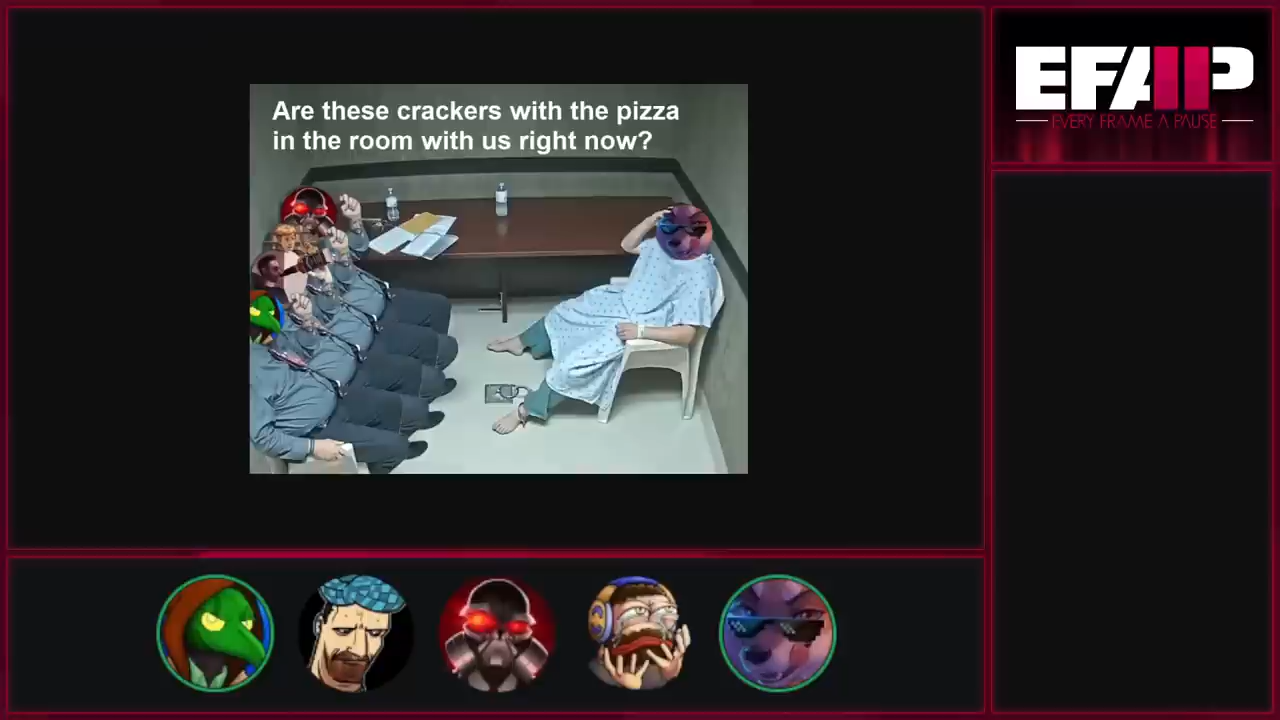 Are these crackers with the pizza
in the room with us right now?
EFAP
EVERY FRAME A PAUSE